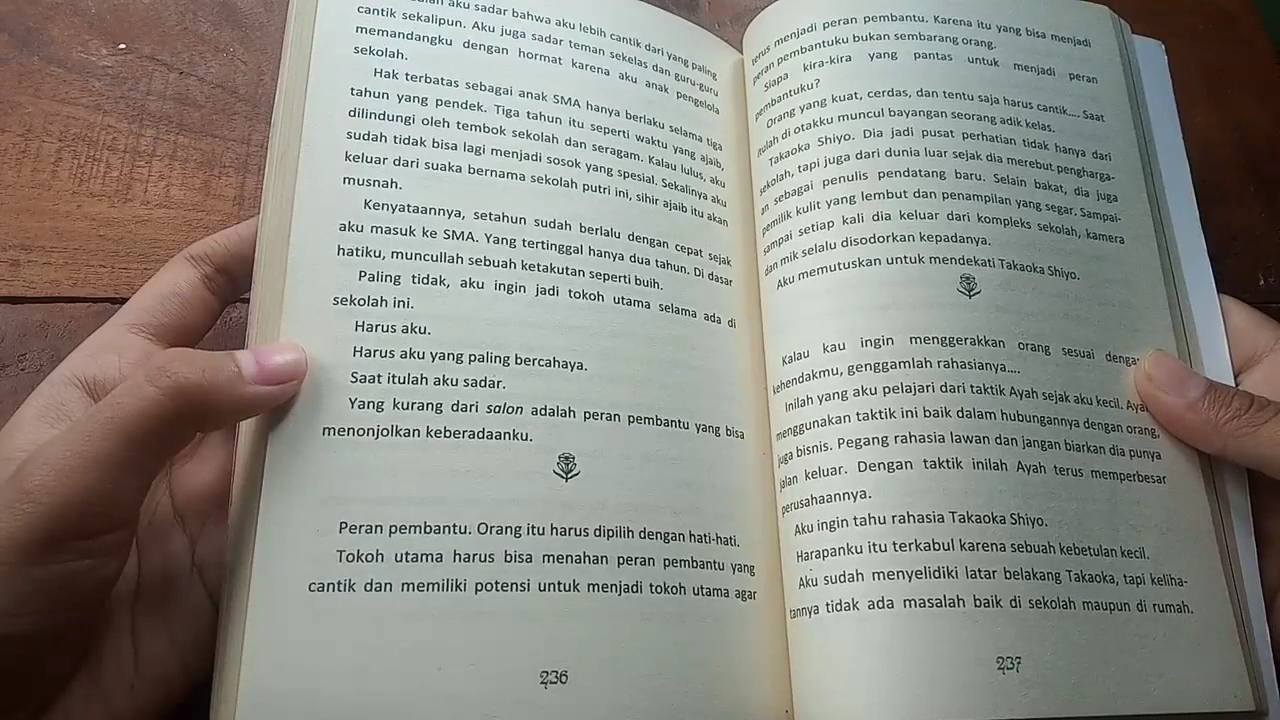 aku sadar bahwa aku lebih cantik dari yang paling
cantik sekalipun. Aku juga sadar teman sekelas dan guru-guru
memandangku dengan hormat karena aku anak pengelola
sekolah.
Hak terbatas sebagai anak SMA hanya berlaku selama tiga
tahun yang pendek. Tiga tahun itu seperti waktu yang ajaib,
dilindungi oleh tembok sekolah dan seragam. Kalau lulus, aku
sudah tidak bisa lagi menjadi sosok yang spesial. Sekalinya aku
keluar dari suaka bernama sekolah putri ini, sihir ajaib itu akan
musnah.
Kenyataannya, setahun sudah berlalu dengan cepat sejak
aku masuk ke SMA. Yang tertinggal hanya dua tahun. Di dasar
hatiku, muncullah sebuah ketakutan seperti buih.
Paling tidak, aku ingin jadi tokoh utama selama ada di
sekolah ini.
Harus aku.
Harus aku yang paling bercahaya.
Saat itulah aku sadar.
Yang kurang dari salon adalah peran pembantu yang bisa
menonjolkan keberadaanku.
Peran pembantu. Orang itu harus dipilih dengan hati-hati.
Tokoh utama harus bisa menahan peran pembantu yang
cantik dan memiliki potensi untuk menjadi tokoh utama agar
236
terus menjadi peran pembantu. Karena itu yang bisa menjadi
peran pembantuku bukan sembarang orang.
Siapa kira-kira yang pantas untuk menjadi peran
pembantuku?
Orang yang kuat, cerdas, dan tentu saja harus cantik.... Saat
itulah di otakku muncul bayangan seorang adik kelas.
Takaoka Shiyo. Dia jadi pusat perhatian tidak hanya dari
sekolah, tapi juga dari dunia luar sejak dia merebut pengharga-
an sebagai penulis pendatang baru. Selain bakat, dia juga
pemilik kulit yang lembut dan penampilan yang segar. Sampai-
sampai setiap kali dia keluar dari kompleks sekolah, kamera
dan mik selalu disodorkan kepadanya.
Aku memutuskan untuk mendekati Takaoka Shiyo.
Kalau kau ingin menggerakkan orang sesuai
kehendakmu, genggamlah rahasianya....
Inilah yang aku pelajari dari taktik Ayah sejak aku kecil.
menggunakan taktik ini baik dalam hubungannya dengan orang,
juga bisnis. Pegang rahasia lawan dan jangan biarkan dia punya
jalan keluar. Dengan taktik inilah Ayah terus memperbesar
perusahaannya.
Aku ingin tahu rahasia Takaoka Shiyo.
Harapanku itu terkabul karena sebuah kebetulan kecil.
Aku sudah menyelidiki latar belakang Takaoka, tapi keliha-
tannya tidak ada masalah baik di sekolah maupun di rumah.
237